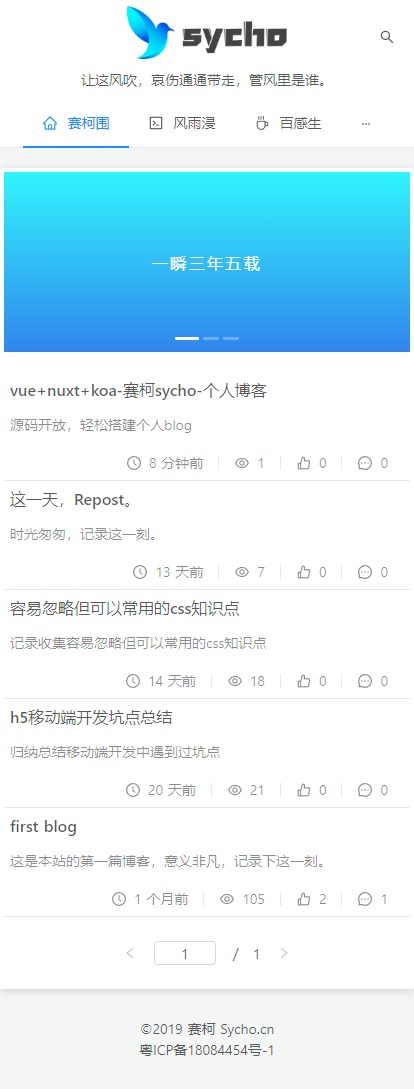 sycho
让这风吹，哀伤通通带走，管风里是谁。
赛柯围 风雨浸 百感生 ···
一瞬三年五载
vue+nuxt+koa-赛柯sycho-个人博客
源码开放，轻松搭建个人blog
8 分钟前 1 0 0
这一天，Repost。
时光匆匆，记录这一刻。
13 天前 7 0 0
容易忽略但可以常用的css知识点
记录收集容易忽略但可以常用的css知识点
14 天前 18 0 0
h5移动端开发坑点总结
归纳总结移动端开发中遇到过坑点
20 天前 21 0 0
first blog
这是本站的第一篇博客，意义非凡，记录下这一刻。
1 个月前 105 2 1
< 1 / 1 >
©2019 赛柯 Sycho.cn
粤ICP备18084454号-1